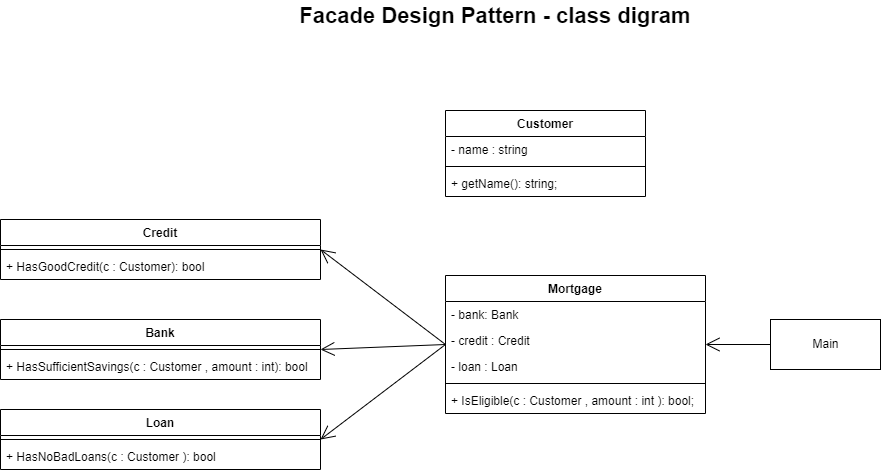 Facade Design Pattern - class digram
Customer
- name : string
+ getName(): string;
Credit
+ HasGoodCredit(c : Customer): bool
Bank
+ HasSufficientSavings(c : Customer , amount : int): bool
Loan
+ HasNoBadLoans(c : Customer ): bool
Mortgage
- bank: Bank
- credit : Credit
- loan : Loan
+ IsEligible(c : Customer , amount : int ): bool;
Main